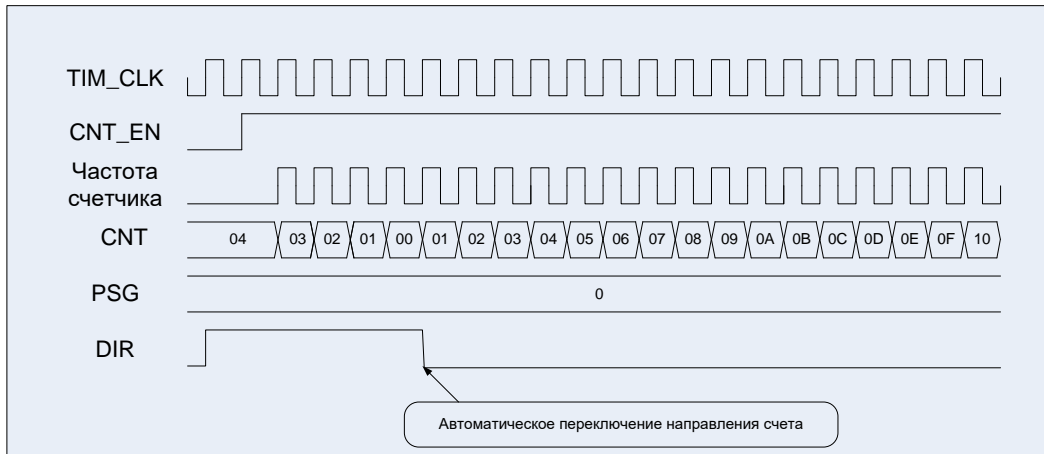 TIM_CLK
CNT_EN
Частота
счетчика
CNT
04 03 02 01 00 01 02 03 04 05 06 07 08 09 0A 0B 0C 0D 0E 0F 10
PSG
0
DIR
Автоматическое переключение направления счета